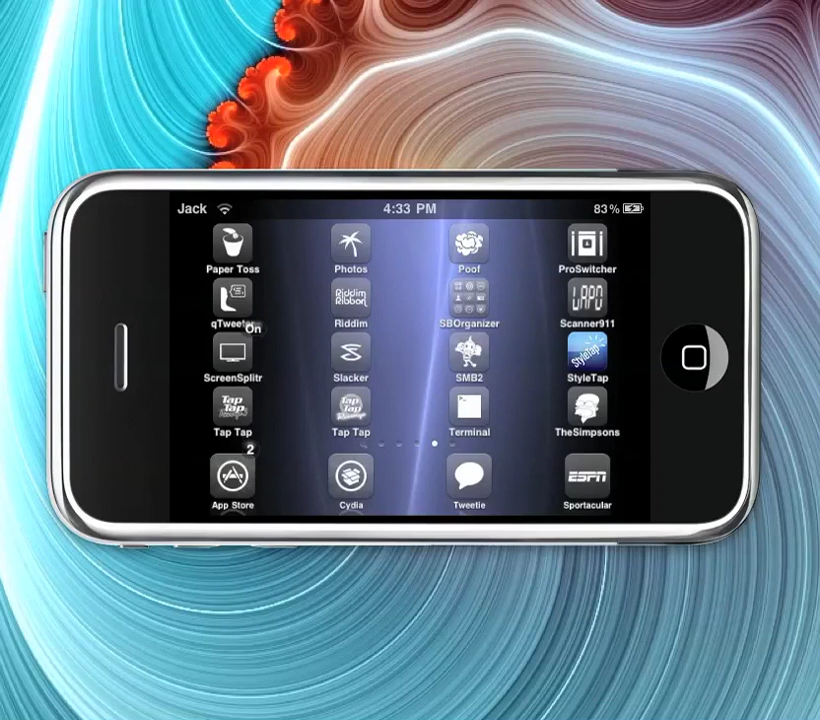 Jack 4:33 PM 83%
Paper Toss Photos Poof ProSwitcher
Riddim Ribbon
qTweeter Riddim SBOrganizer Scanner911
On
StyleTap
ScreenSplitr Slacker SMB2 StyleTap
Tap Tap Tap Tap Revenge
Tap Tap Tap Tap Terminal TheSimpsons
2
ESPN
App Store Cydia Tweetie Sportacular